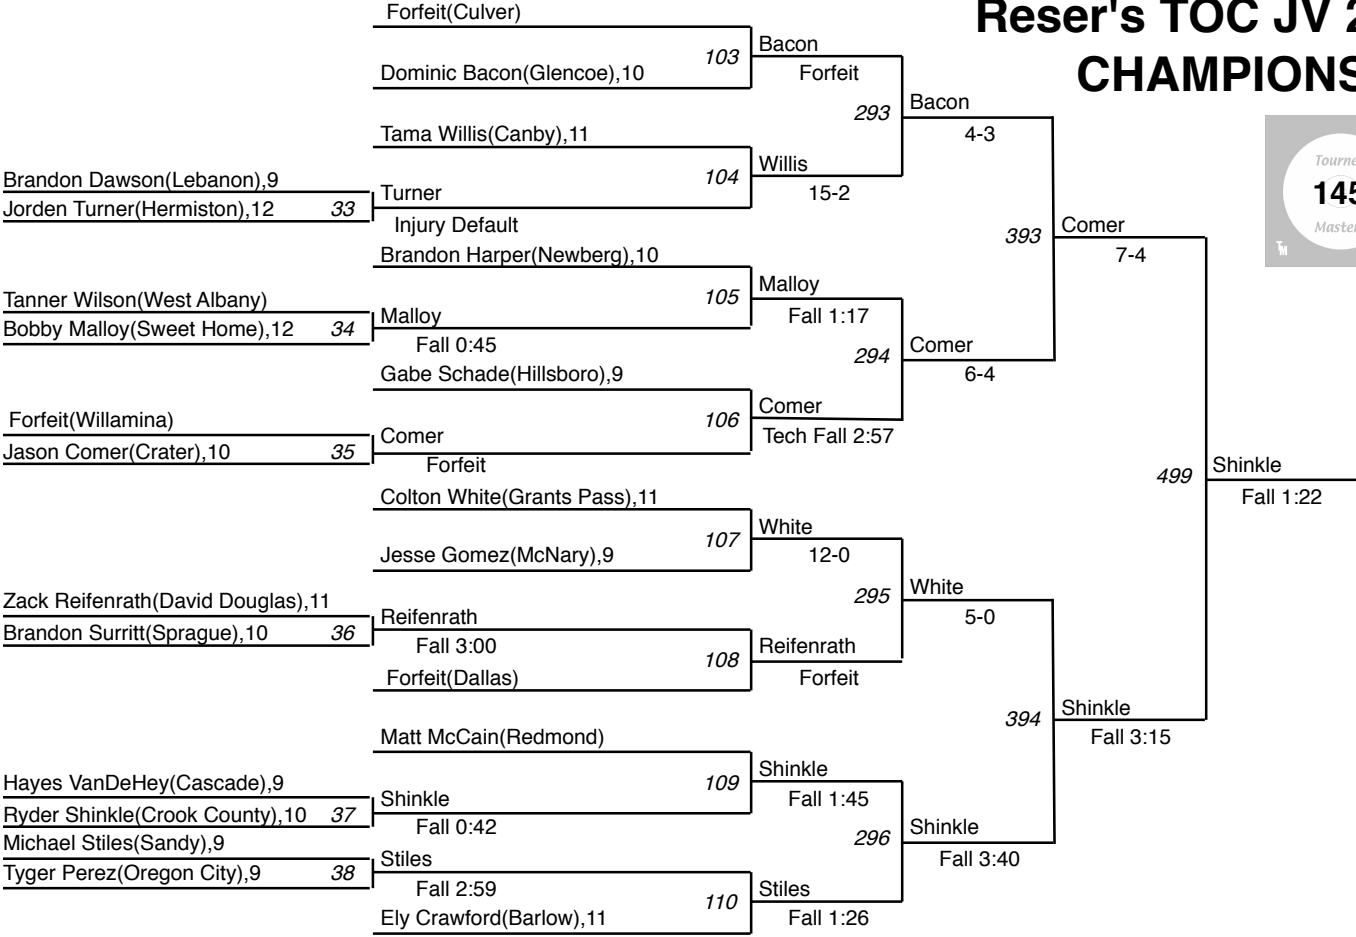 Reser's TOC JV
CHAMPIONS
Tourne
145
Master
TM
Forfeit(Culver)
103
Bacon
Dominic Bacon(Glencoe),10
Forfeit
293
Bacon
4-3
Tama Willis(Canby),11
104
Willis
15-2
Brandon Dawson(Lebanon),9
Jorden Turner(Hermiston),12
33
Turner
Injury Default
393
Comer
7-4
Brandon Harper(Newberg),10
105
Malloy
Fall 1:17
Tanner Wilson(West Albany)
Bobby Malloy(Sweet Home),12
34
Malloy
Fall 0:45
294
Comer
6-4
Gabe Schade(Hillsboro),9
106
Comer
Tech Fall 2:57
Forfeit(Willamina)
Jason Comer(Crater),10
35
Comer
Forfeit
499
Shinkle
Fall 1:22
Colton White(Grants Pass),11
107
White
12-0
Jesse Gomez(McNary),9
295
White
5-0
Zack Reifenrath(David Douglas),11
Brandon Surritt(Sprague),10
36
Reifenrath
Fall 3:00
108
Reifenrath
Forfeit
Forfeit(Dallas)
394
Shinkle
Fall 3:15
Matt McCain(Redmond)
109
Shinkle
Fall 1:45
Hayes VanDeHey(Cascade),9
Ryder Shinkle(Crook County),10
37
Shinkle
Fall 0:42
296
Shinkle
Fall 3:40
Michael Stiles(Sandy),9
Tyger Perez(Oregon City),9
38
Stiles
Fall 2:59
110
Stiles
Fall 1:26
Ely Crawford(Barlow),11